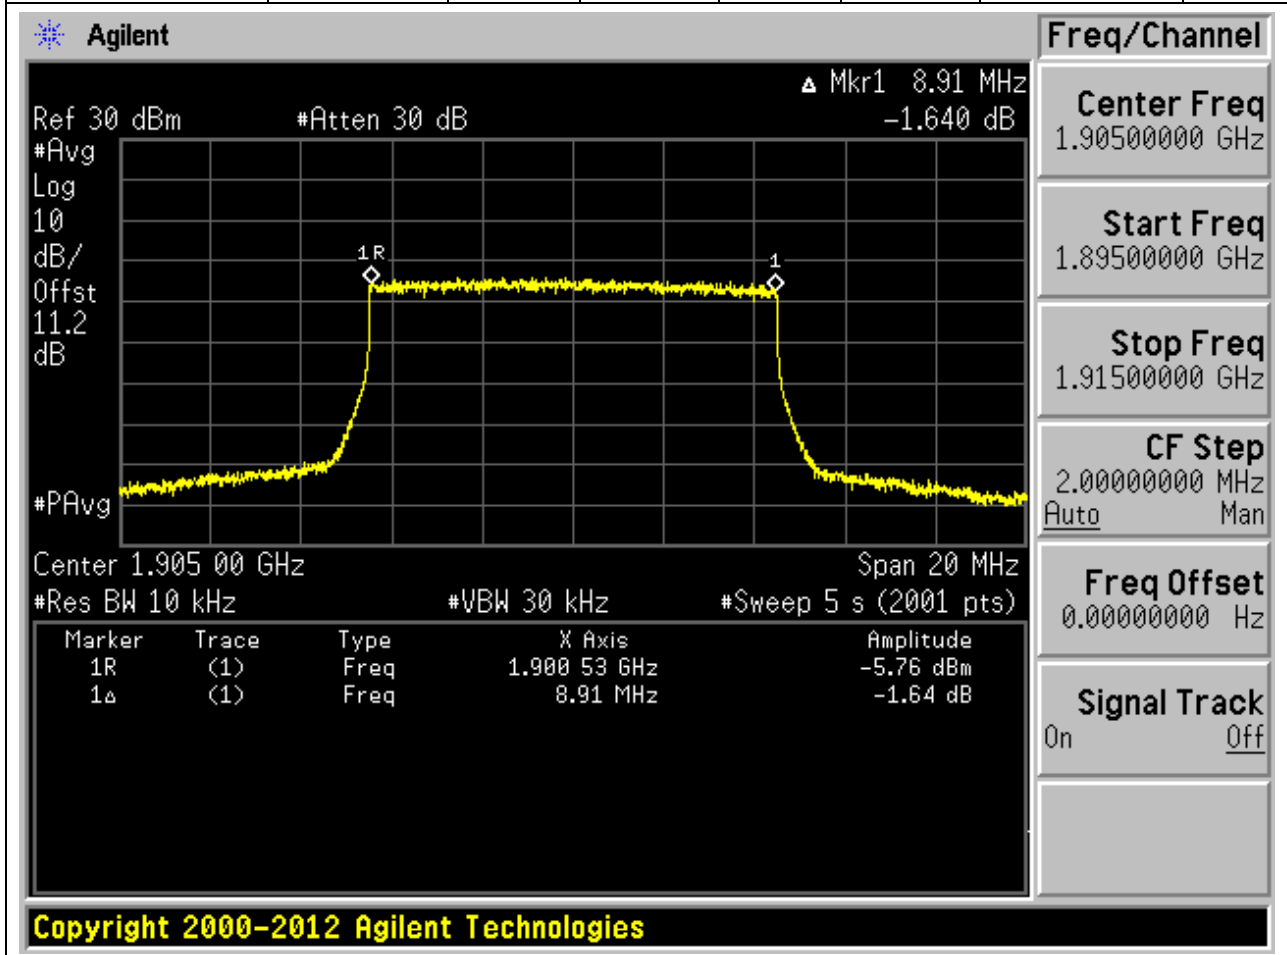 Agilent
Freq/Channel
▵ Mkr1 8.91 MHz
Ref 30 dBm #Atten 30 dB -1.640 dB
#Avg
Log
10
dB/
Offst
11.2
dB
1R
1
#PAvg
Center 1.905 00 GHz Span 20 MHz
#Res BW 10 kHz #VBW 30 kHz #Sweep 5 s (2001 pts)
Marker Trace Type X Axis Amplitude
1R (1) Freq 1.900 53 GHz -5.76 dBm
1▵ (1) Freq 8.91 MHz -1.64 dB
Center Freq
1.90500000 GHz
Start Freq
1.89500000 GHz
Stop Freq
1.91500000 GHz
CF Step
2.00000000 MHz
Auto Man
Freq Offset
0.00000000 Hz
Signal Track
On Off
Copyright 2000-2012 Agilent Technologies